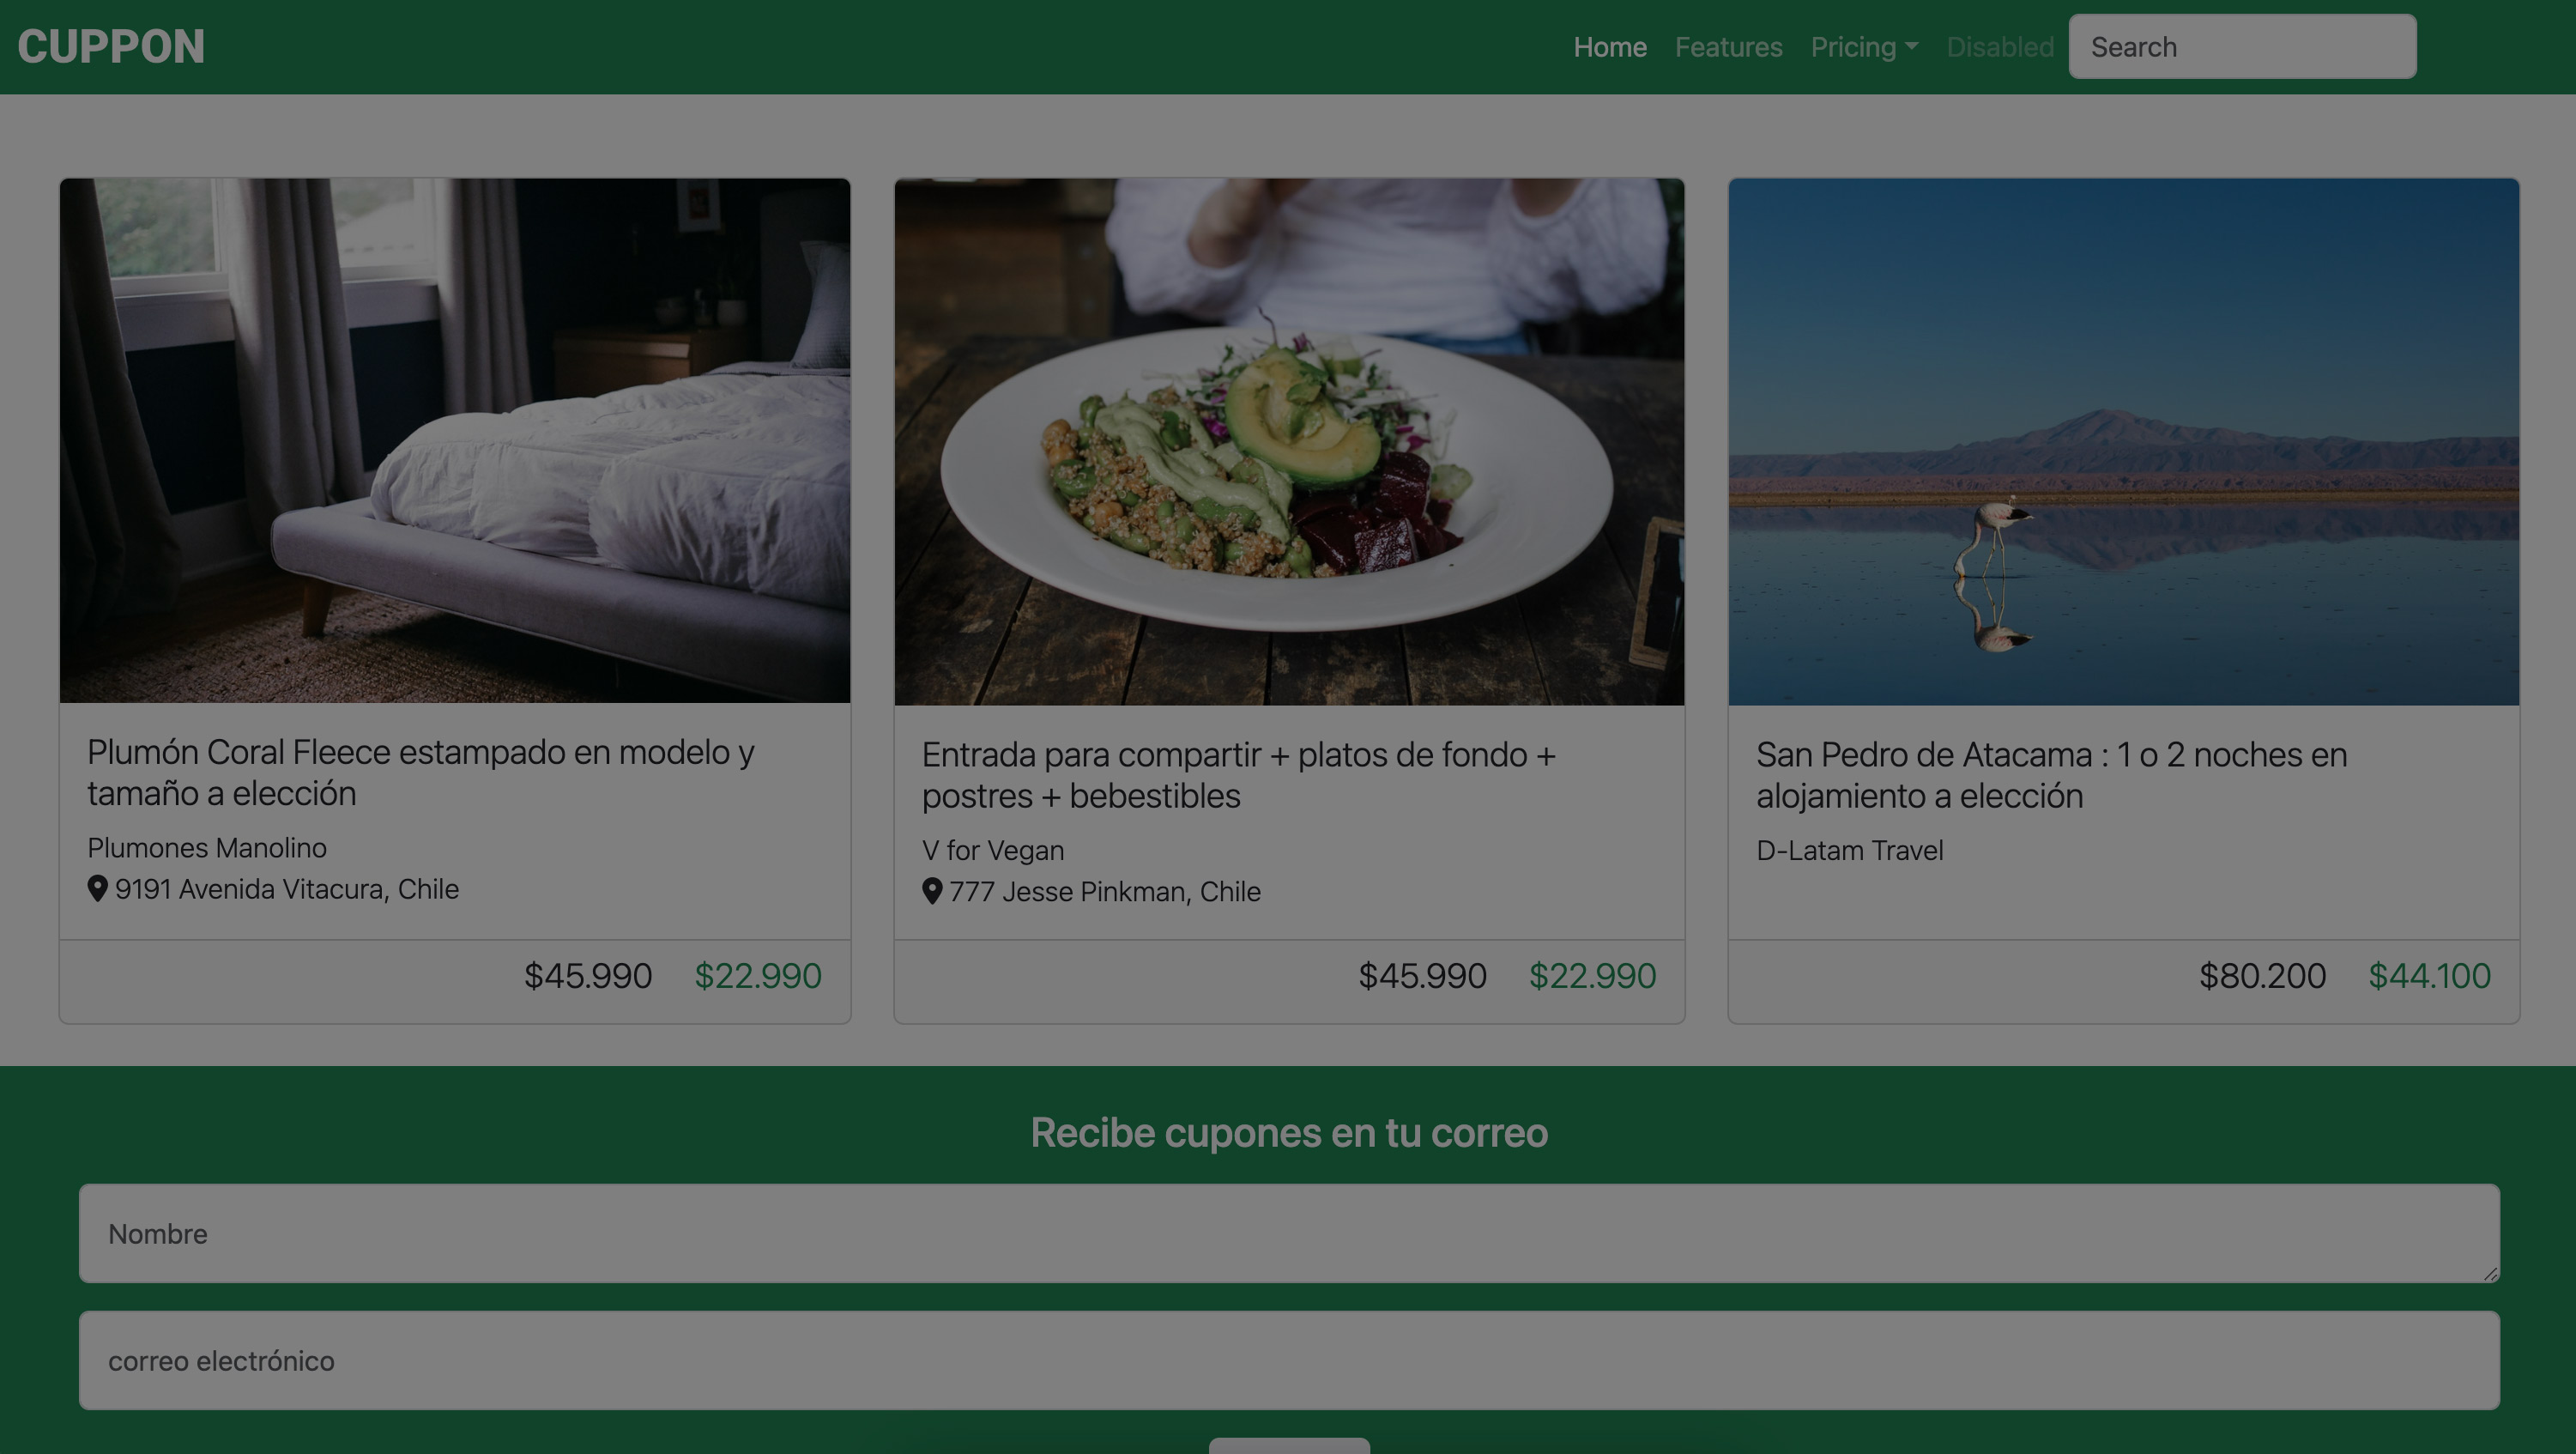 CUPPON
Home Features Pricing Disabled Search
Plumón Coral Fleece estampado en modelo y
tamaño a elección
Plumones Manolino
9191 Avenida Vitacura, Chile
$45.990 $22.990
Entrada para compartir + platos de fondo +
postres + bebestibles
V for Vegan
777 Jesse Pinkman, Chile
$45.990 $22.990
San Pedro de Atacama : 1 o 2 noches en
alojamiento a elección
D-Latam Travel
$80.200 $44.100
Recibe cupones en tu correo
Nombre
correo electrónico